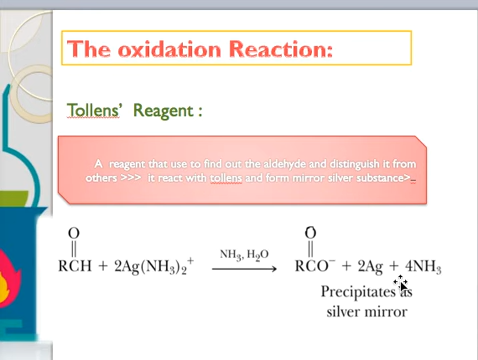 The oxidation Reaction:
Tollens' Reagent :
A reagent that use to find out the aldehyde and distinguish it from
others >>> it react with tollens and form mirror silver substance>_
O
O
RCH + 2Ag(NH₃)₂⁺ NH₃, H₂O RCO⁻ + 2Ag + 4NH₃
Precipitates as
silver mirror